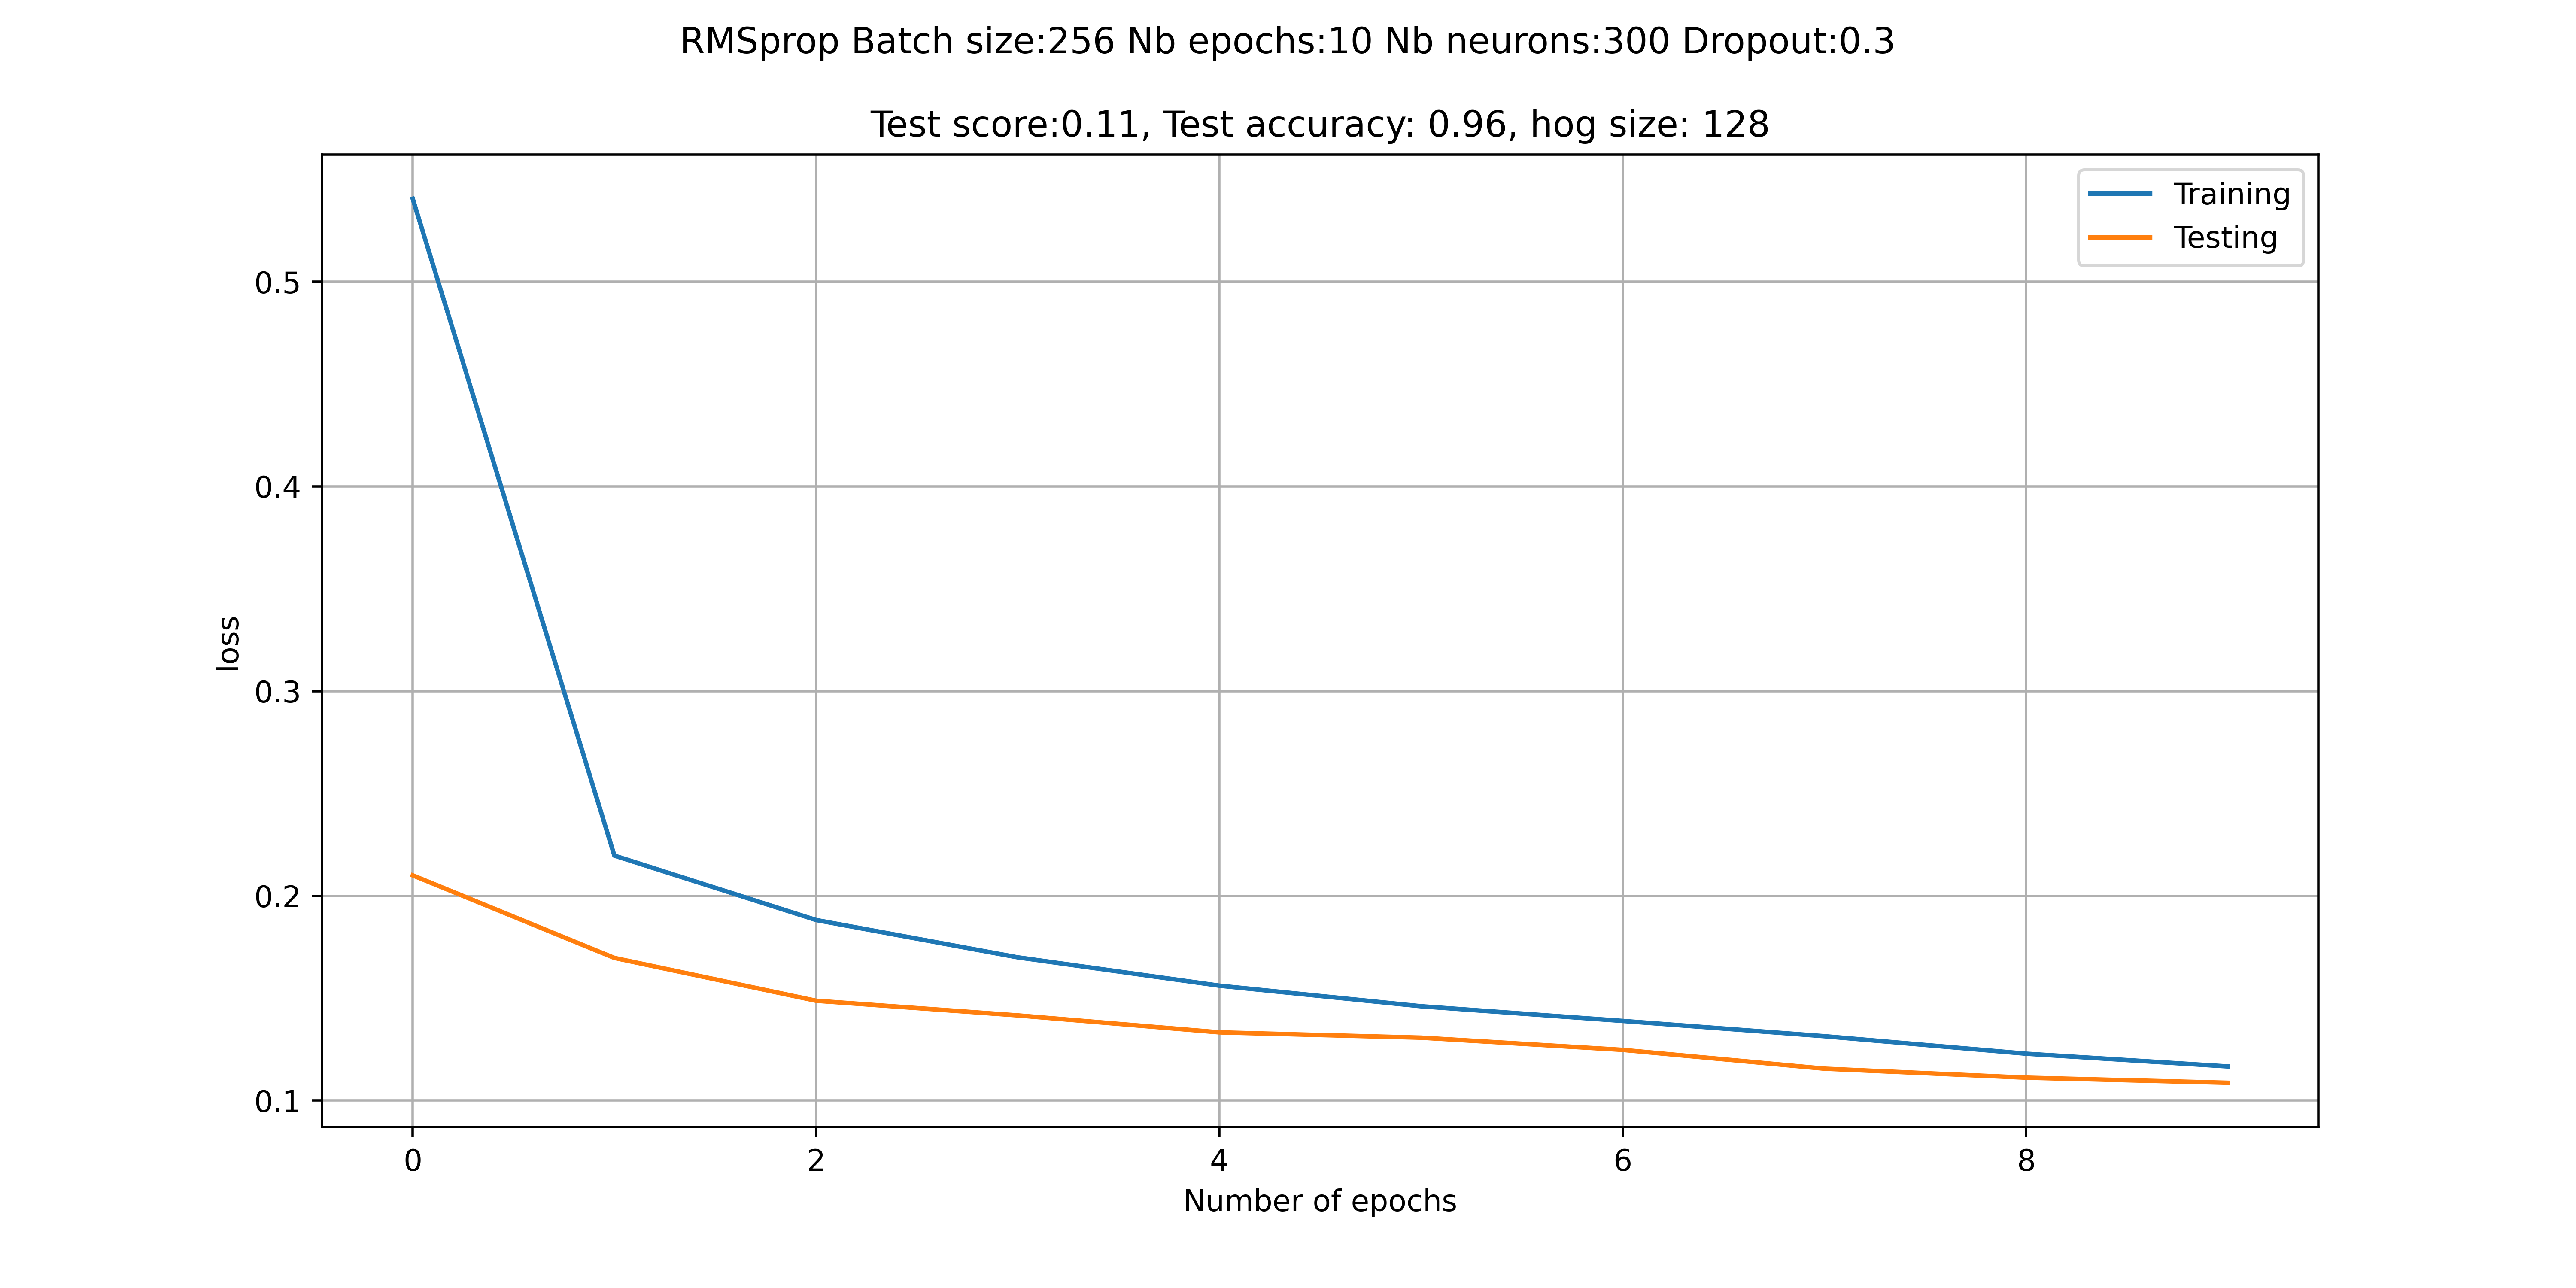 RMSprop Batch size:256 Nb epochs:10 Nb neurons:300 Dropout:0.3
Test score:0.11, Test accuracy: 0.96, hog size: 128
Training
Testing
0.5
0.4
0.3
0.2
0.1
loss
0 2 4 6 8
Number of epochs